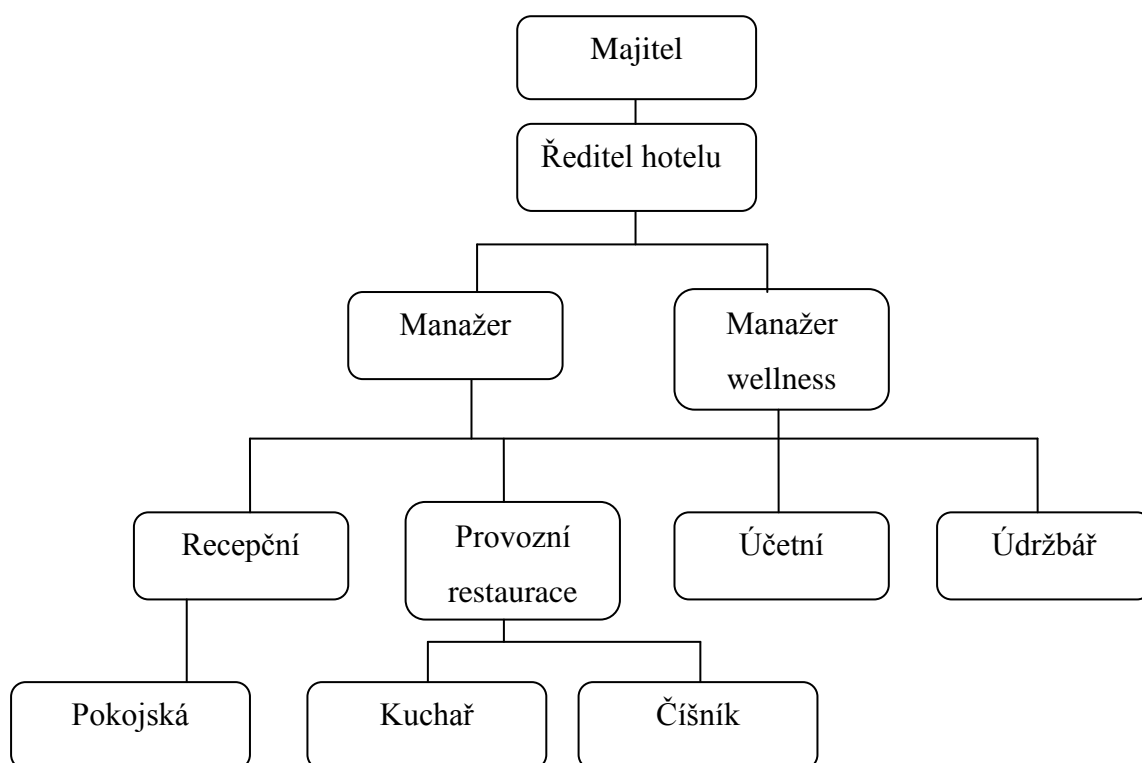 Majitel
Ředitel hotelu
Manažer
Manažer
wellness
Recepční
Provozní
restaurace
Účetní
Údržbář
Pokojská
Kuchař
Číšník